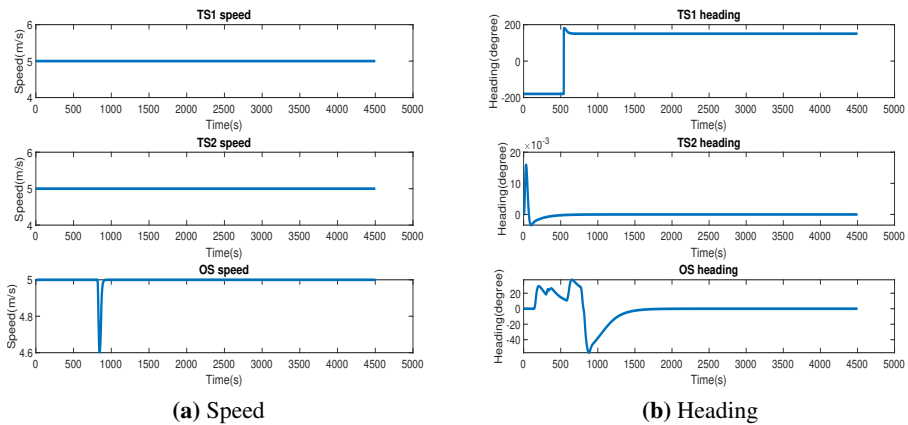 TS1 speed
6
5
4
Speed(m/s)
0 500 1000 1500 2000 2500 3000 3500 4000 4500 5000
Time(s)
TS2 speed
6
5
4
Speed(m/s)
0 500 1000 1500 2000 2500 3000 3500 4000 4500 5000
Time(s)
OS speed
5
4.8
4.6
Speed(m/s)
0 500 1000 1500 2000 2500 3000 3500 4000 4500 5000
Time(s)
(a) Speed
TS1 heading
200
0
-200
Heading(degree)
0 500 1000 1500 2000 2500 3000 3500 4000 4500 5000
Time(s)
TS2 heading
×10-3
20
10
0
Heading(degree)
0 500 1000 1500 2000 2500 3000 3500 4000 4500 5000
Time(s)
OS heading
20
0
-20
-40
Heading(degree)
0 500 1000 1500 2000 2500 3000 3500 4000 4500 5000
Time(s)
(b) Heading